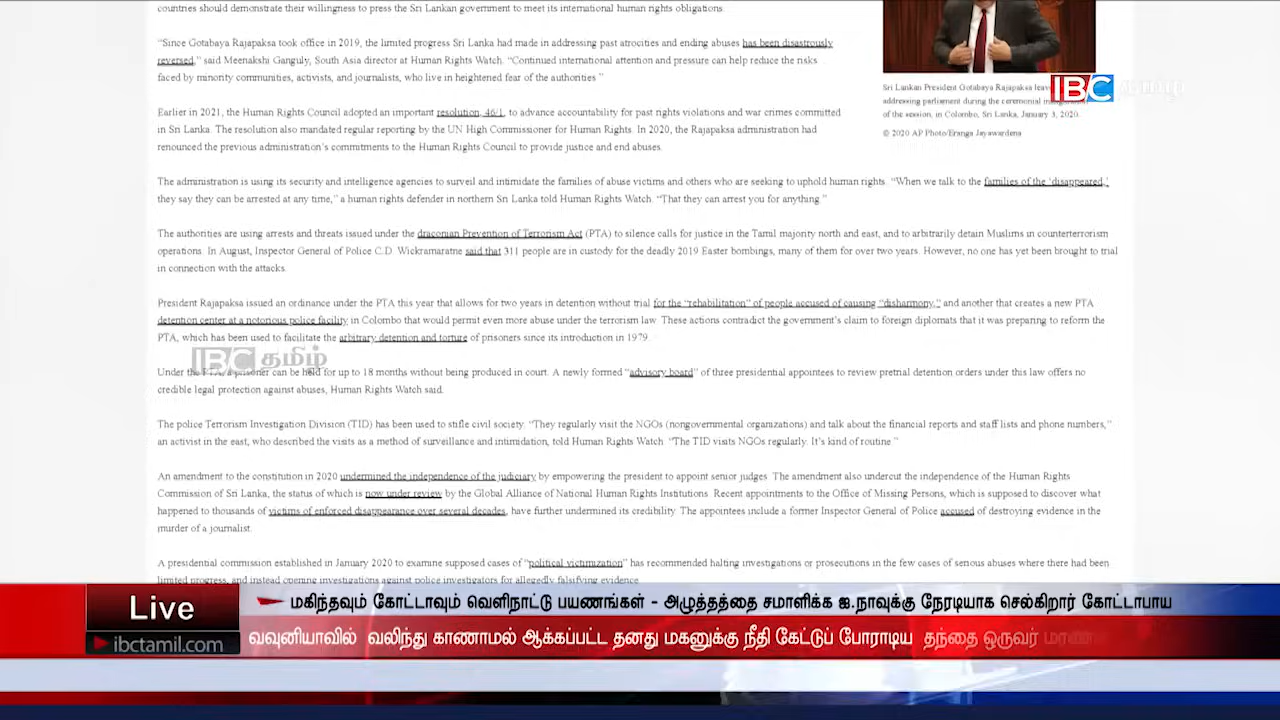 countries should demonstrate their willingness to press the Sri Lankan government to meet its international human rights obligations.
“Since Gotabaya Rajapaksa took office in 2019, the limited progress Sri Lanka had made in addressing past atrocities and ending abuses has been disastrously
reversed,” said Meenakshi Ganguly, South Asia director at Human Rights Watch. “Continued international attention and pressure can help reduce the risks
faced by minority communities, activists, and journalists, who live in heightened fear of the authorities.”
Sri Lankan President Gotabaya Rajapaksa
addressing parliament during the ceremonial
of the session, in Colombo, Sri Lanka, January 3, 2020.
© 2020 AP Photo/Eranga Jayawardena
IBC தமிழ்
Earlier in 2021, the Human Rights Council adopted an important resolution, 46/1, to advance accountability for past rights violations and war crimes committed
in Sri Lanka. The resolution also mandated regular reporting by the UN High Commissioner for Human Rights. In 2020, the Rajapaksa administration had
renounced the previous administration’s commitments to the Human Rights Council to provide justice and end abuses.
The administration is using its security and intelligence agencies to surveil and intimidate the families of abuse victims and others who are seeking to uphold human rights. “When we talk to the families of the ‘disappeared,’
they say they can be arrested at any time,” a human rights defender in northern Sri Lanka told Human Rights Watch. “That they can arrest you for anything.”
The authorities are using arrests and threats issued under the draconian Prevention of Terrorism Act (PTA) to silence calls for justice in the Tamil majority north and east, and to arbitrarily detain Muslims in counterterrorism
operations. In August, Inspector General of Police C.D. Wickramaratne said that 311 people are in custody for the deadly 2019 Easter bombings, many of them for over two years. However, no one has yet been brought to trial
in connection with the attacks.
President Rajapaksa issued an ordinance under the PTA this year that allows for two years in detention without trial for the “rehabilitation” of people accused of causing “disharmony,” and another that creates a new PTA
detention center at a notorious police facility in Colombo that would permit even more abuse under the terrorism law. These actions contradict the government’s claim to foreign diplomats that it was preparing to reform the
PTA, which has been used to facilitate the arbitrary detention and torture of prisoners since its introduction in 1979.
IBC தமிழ்
Under the PTA a prisoner can be held for up to 18 months without being produced in court. A newly formed “advisory board” of three presidential appointees to review pretrial detention orders under this law offers no
credible legal protection against abuses, Human Rights Watch said.
The police Terrorism Investigation Division (TID) has been used to stifle civil society. “They regularly visit the NGOs (nongovernmental organizations) and talk about the financial reports and staff lists and phone numbers,”
an activist in the east, who described the visits as a method of surveillance and intimidation, told Human Rights Watch. “The TID visits NGOs regularly. It’s kind of routine.”
An amendment to the constitution in 2020 undermined the independence of the judiciary by empowering the president to appoint senior judges. The amendment also undercut the independence of the Human Rights
Commission of Sri Lanka, the status of which is now under review by the Global Alliance of National Human Rights Institutions. Recent appointments to the Office of Missing Persons, which is supposed to discover what
happened to thousands of victims of enforced disappearance over several decades, have further undermined its credibility. The appointees include a former Inspector General of Police accused of destroying evidence in the
murder of a journalist.
A presidential commission established in January 2020 to examine supposed cases of “political victimization” has recommended halting investigations or prosecutions in the few cases of serious abuses where there had been
limited progress, and instead opening investigations against police investigators for allegedly falsifying evidence.
Live
மகிந்தவும் கோட்டாவும் வெளிநாட்டு பயணங்கள் - அழுத்தத்தை சமாளிக்க ஐ.நாவுக்கு நேரடியாக செல்கிறார் கோட்டாபாய
ibctamil.com
வவுனியாவில் வலிந்து காணாமல் ஆக்கப்பட்ட தனது மகனுக்கு நீதி கேட்டுப் போராடிய தந்தை ஒருவர்